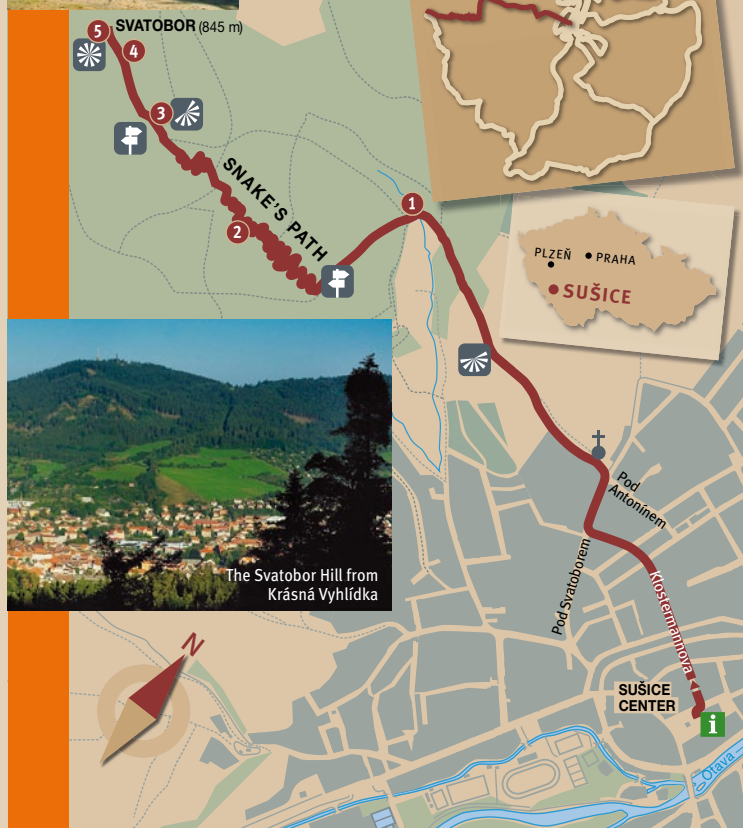 5
SVATOBOR (845 m)
4
3
SNAKE'S PATH
2
1
PLZEŇ
PRAHA
SUŠICE
The Svatobor Hill from
Krásná Vyhlídka
Pod
Antonínem
Pod Svatoborem
Klostermannova
N
SUŠICE
CENTER
i
Otava